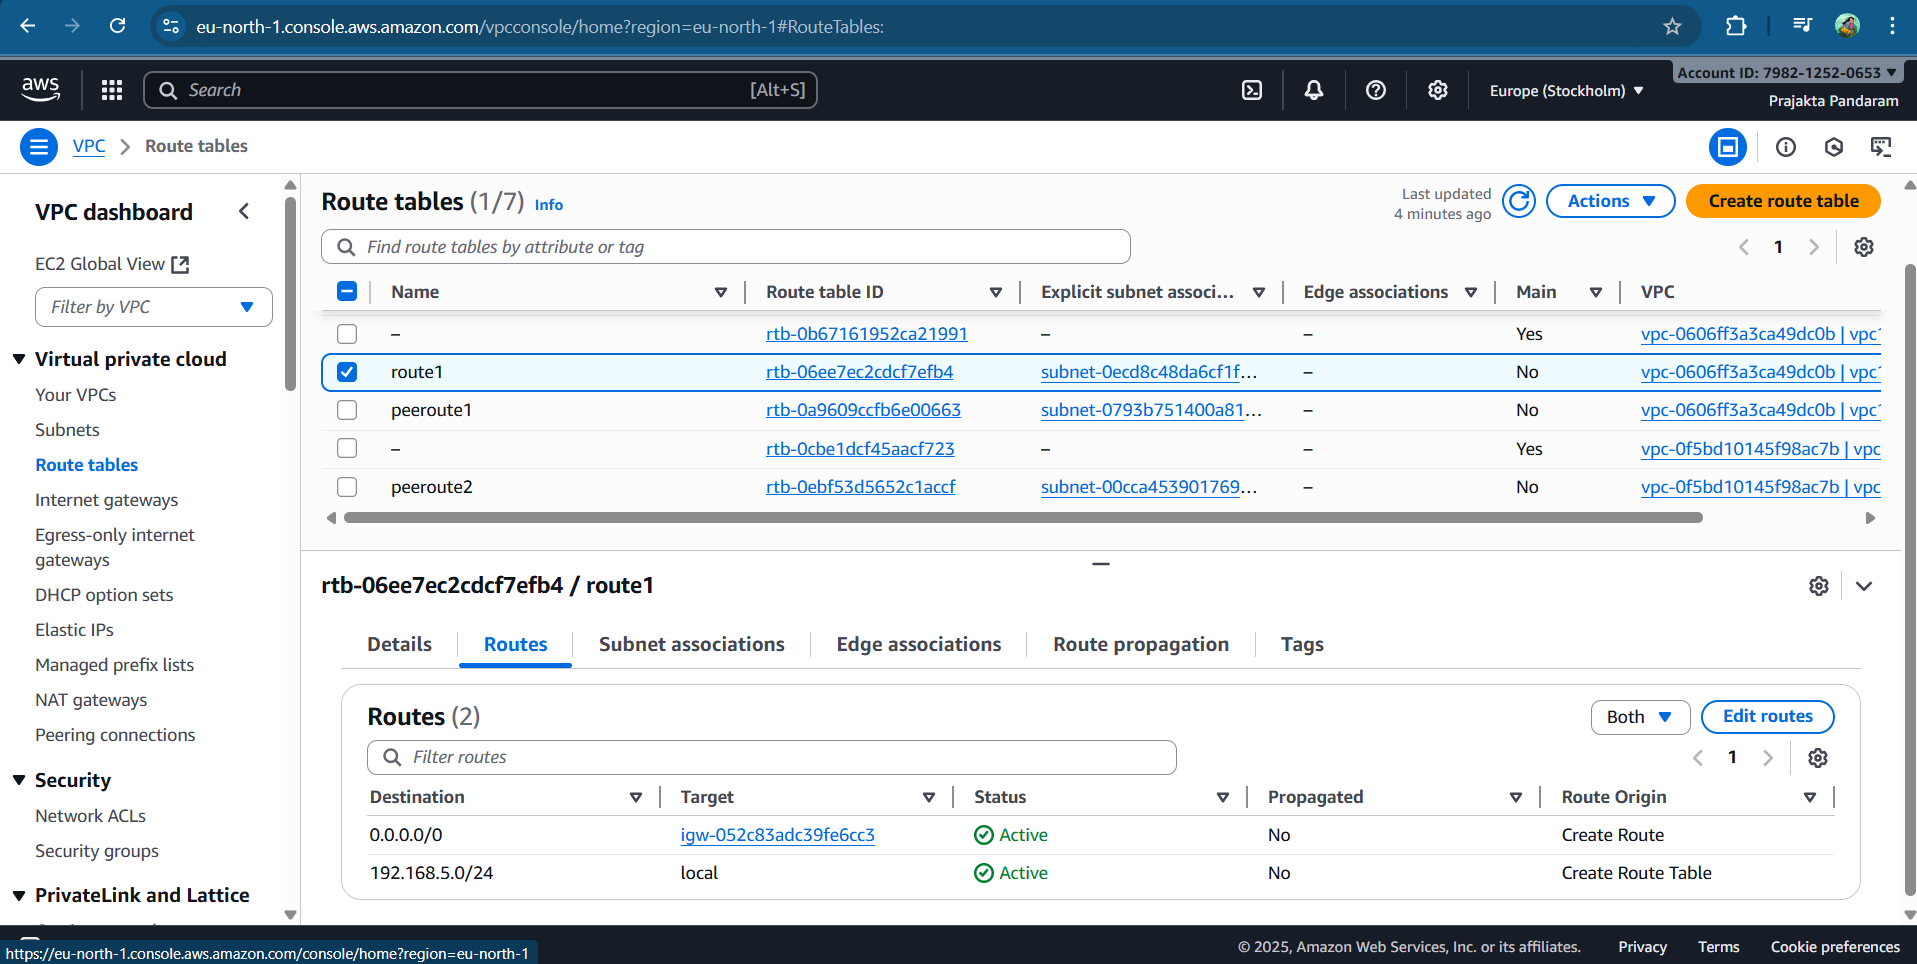 eu-north-1.console.aws.amazon.com/vpcconsole/home?region=eu-north-1#RouteTables:
aws
Search
[Alt+S]
Europe (Stockholm)
Account ID: 7982-1252-0653
Prajakta Pandaram
VPC
Route tables
VPC dashboard
EC2 Global View
Filter by VPC
Virtual private cloud
Your VPCs
Subnets
Route tables
Internet gateways
Egress-only internet
gateways
DHCP option sets
Elastic IPs
Managed prefix lists
NAT gateways
Peering connections
Security
Network ACLs
Security groups
PrivateLink and Lattice
Route tables (1/7) Info
Last updated
4 minutes ago
Actions
Create route table
Find route tables by attribute or tag
1
Name Route table ID Explicit subnet associ... Edge associations Main VPC
– rtb-0b67161952ca21991 – – Yes vpc-0606ff3a3ca49dc0b | vpc1
route1 rtb-06ee7ec2cdcf7efb4 subnet-0ecd8c48da6cf1f... – No vpc-0606ff3a3ca49dc0b | vpc1
peeroute1 rtb-0a9609ccfb6e00663 subnet-0793b751400a81... – No vpc-0606ff3a3ca49dc0b | vpc1
– rtb-0cbe1dcf45aacf723 – – Yes vpc-0f5bd10145f98ac7b | vpc
peeroute2 rtb-0ebf53d5652c1accf subnet-00cca453901769... – No vpc-0f5bd10145f98ac7b | vpc
rtb-06ee7ec2cdcf7efb4 / route1
Details Routes Subnet associations Edge associations Route propagation Tags
Routes (2)
Both
Edit routes
Filter routes
1
Destination Target Status Propagated Route Origin
0.0.0.0/0 igw-052c83adc39fe6cc3 Active No Create Route
192.168.5.0/24 local Active No Create Route Table
https://eu-north-1.console.aws.amazon.com/console/home?region=eu-north-1
© 2025, Amazon Web Services, Inc. or its affiliates. Privacy Terms Cookie preferences